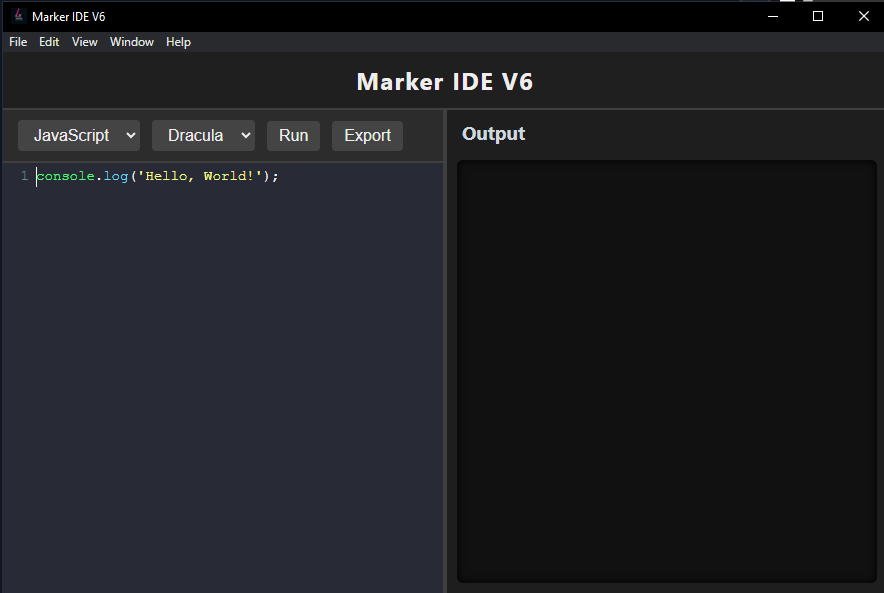 Marker IDE V6
File Edit View Window Help
Marker IDE V6
JavaScript Dracula Run Export
Output
1 console.log('Hello, World!');